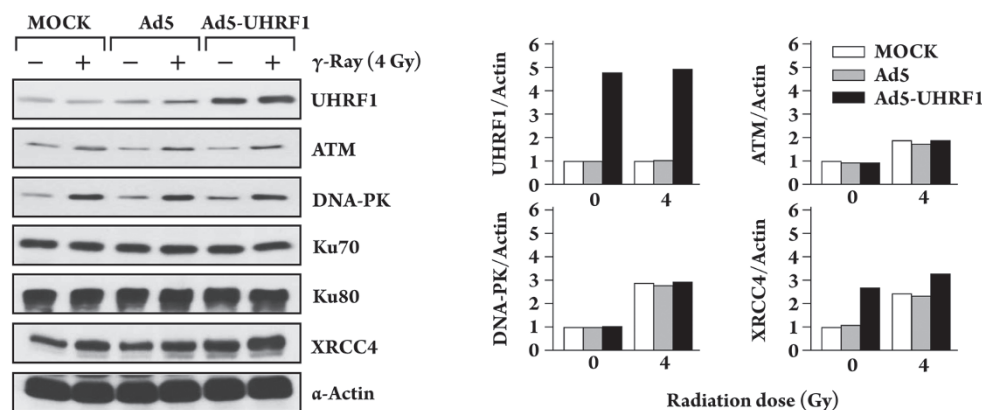 MOCK Ad5 Ad5-UHRF1
− + − + − + γ-Ray (4 Gy)
UHRF1
ATM
DNA-PK
Ku70
Ku80
XRCC4
α-Actin
UHRF1/Actin
6
5
4
3
2
1
0
0 4
ATM/Actin
6
5
4
3
2
1
0
0 4
MOCK
Ad5
Ad5-UHRF1
DNA-PK/Actin
6
5
4
3
2
1
0
0 4
XRCC4/Actin
6
5
4
3
2
1
0
0 4
Radiation dose (Gy)